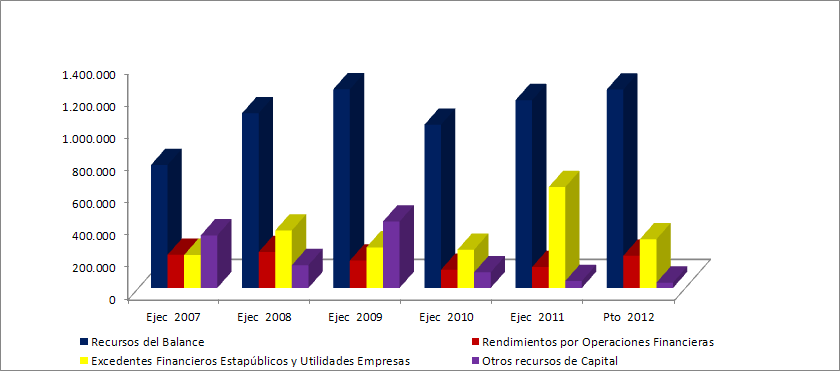 1.400.000
1.200.000
1.000.000
800.000
600.000
400.000
200.000
0
Ejec 2007 Ejec 2008 Ejec 2009 Ejec 2010 Ejec 2011 Pto 2012
Recursos del Balance Rendimientos por Operaciones Financieras
Excedentes Financieros Estapúblicos y Utilidades Empresas Otros recursos de Capital